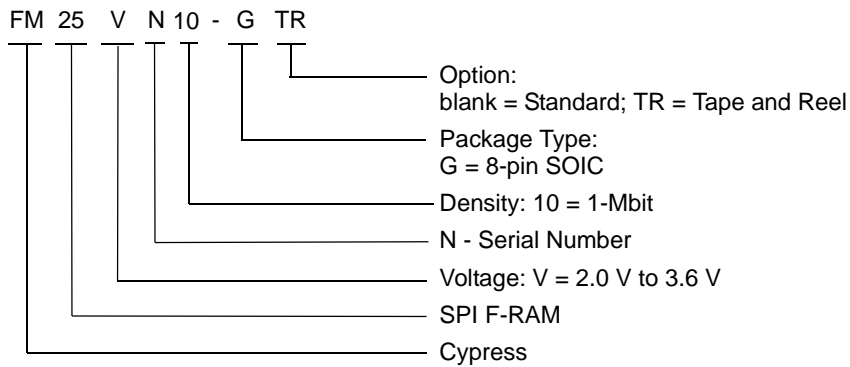 FM 25 V N 10 - G TR
Option:
blank = Standard; TR = Tape and Reel
Package Type:
G = 8-pin SOIC
Density: 10 = 1-Mbit
N - Serial Number
Voltage: V = 2.0 V to 3.6 V
SPI F-RAM
Cypress